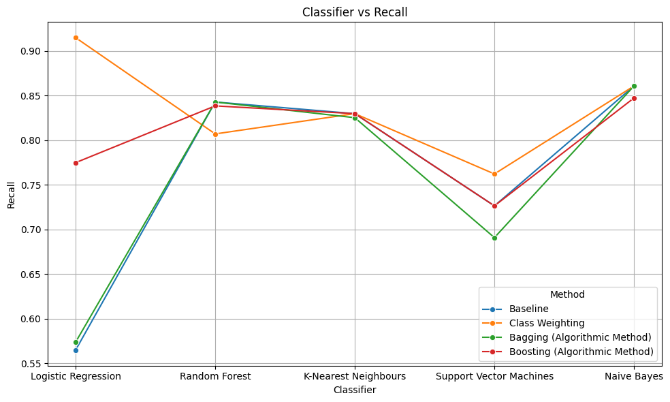 Classifier vs Recall
Recall
0.90
0.85
0.80
0.75
0.70
0.65
0.60
0.55
Method
Baseline
Class Weighting
Bagging (Algorithmic Method)
Boosting (Algorithmic Method)
Logistic Regression
Random Forest
K-Nearest Neighbours
Support Vector Machines
Naive Bayes
Classifier